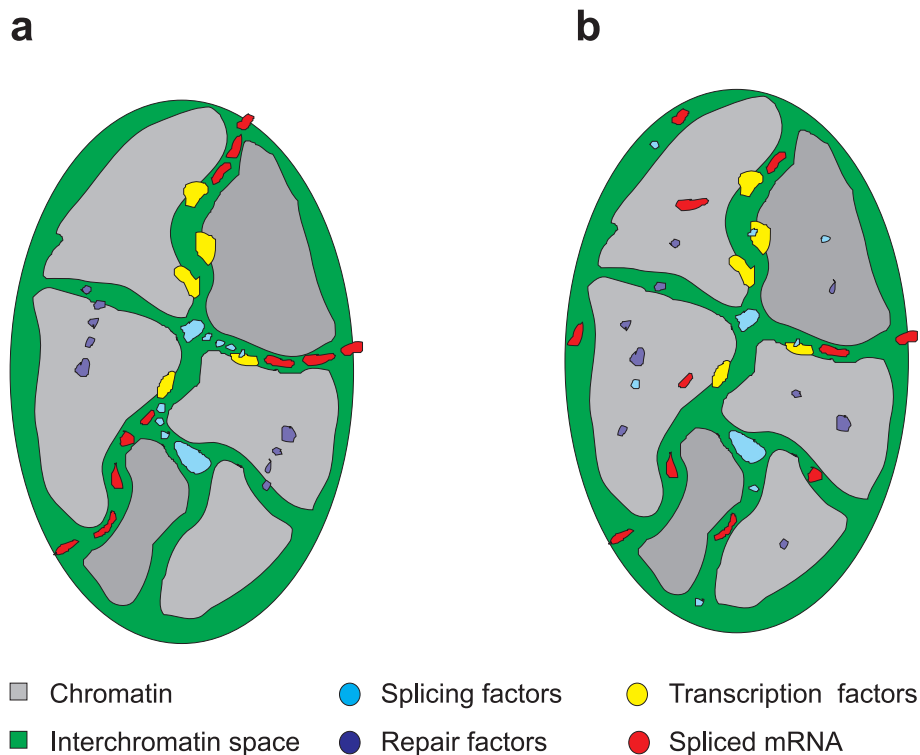 a b
Chromatin Splicing factors Transcription factors
Interchromatin space Repair factors Spliced mRNA